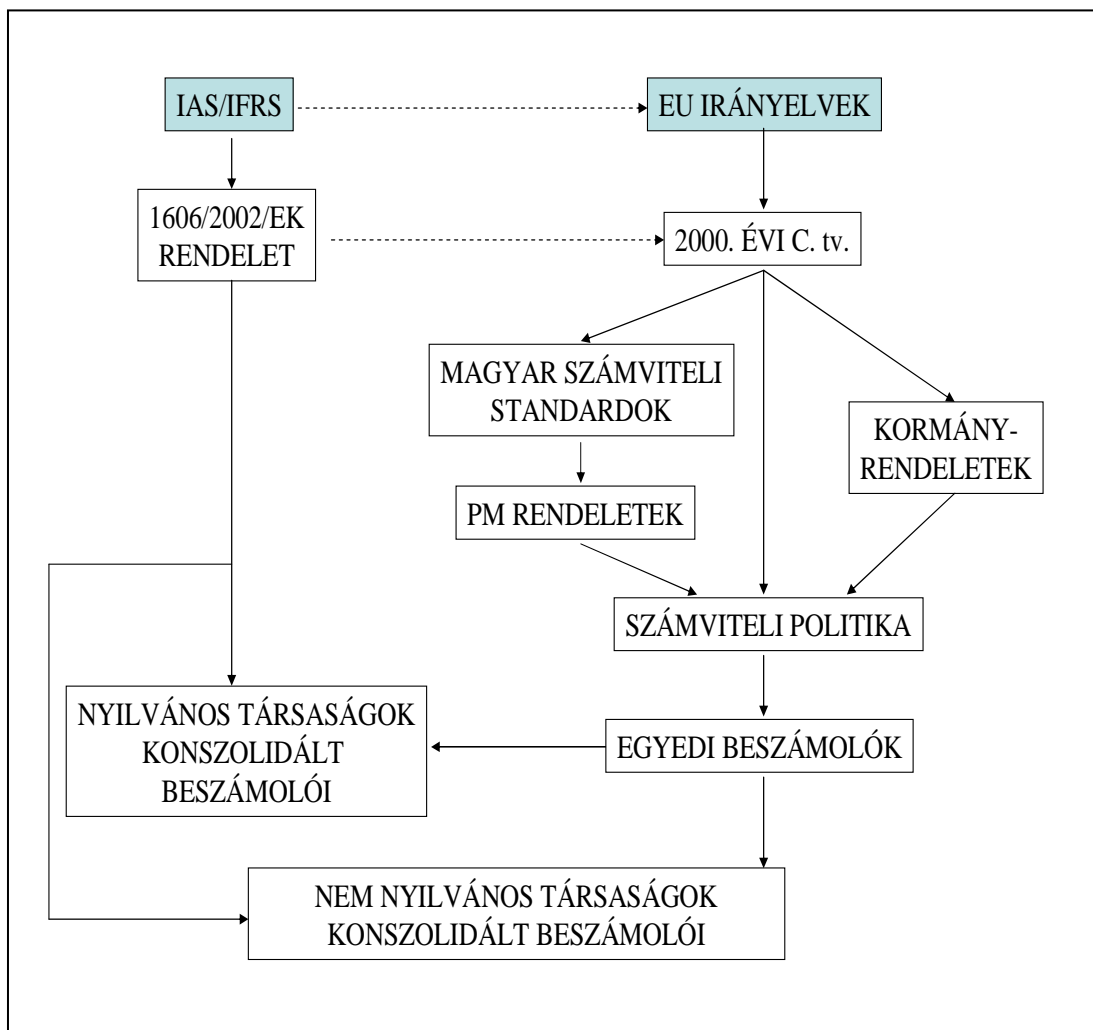 IAS/IFRS
EU IRÁNYELVEK
1606/2002/EK
RENDELET
2000. ÉVI C. tv.
MAGYAR SZÁMVITELI
STANDARDOK
KORMÁNY-
RENDELETEK
PM RENDELETEK
SZÁMVITELI POLITIKA
NYILVÁNOS TÁRSASÁGOK
KONSZOLIDÁLT
BESZÁMOLÓI
EGYEDI BESZÁMOLÓK
NEM NYILVÁNOS TÁRSASÁGOK
KONSZOLIDÁLT BESZÁMOLÓI